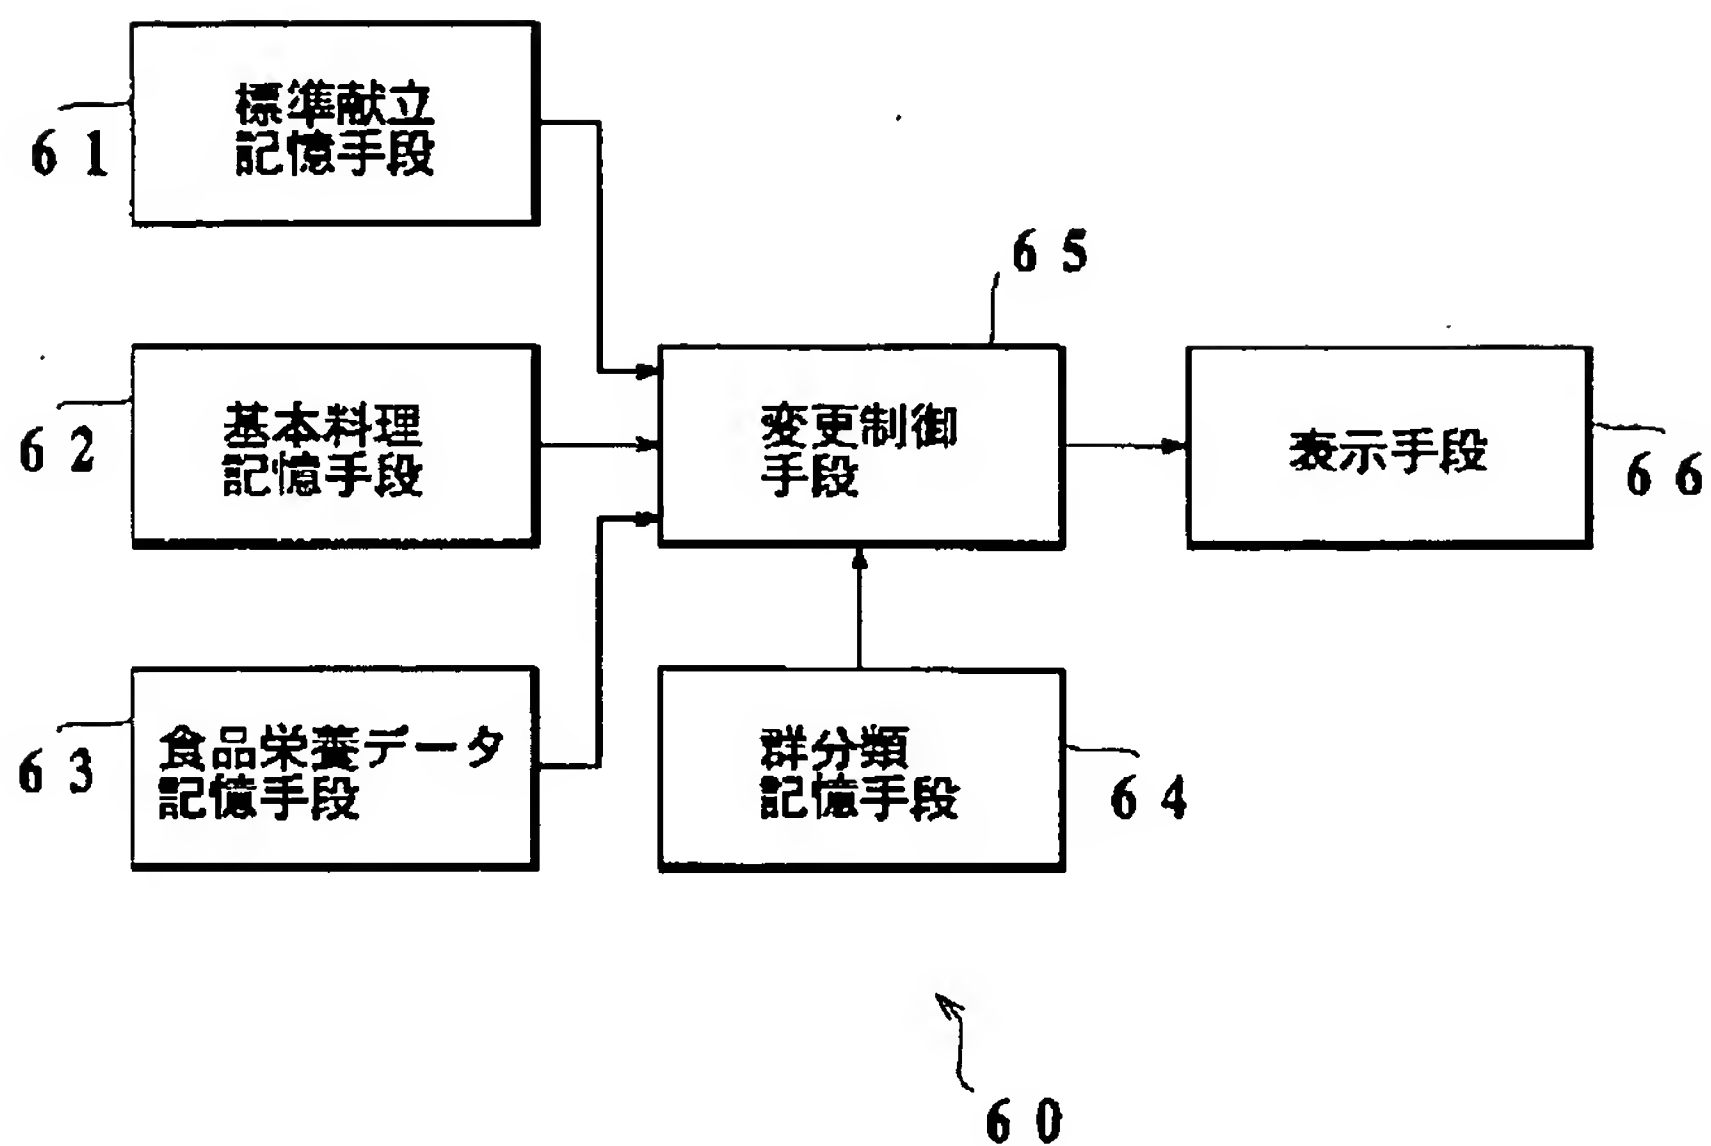 標準献立
記憶手段
61
65
基本料理
記憶手段
62
変更制御
手段
表示手段
66
食品栄養データ
記憶手段
63
群分類
記憶手段
64
60